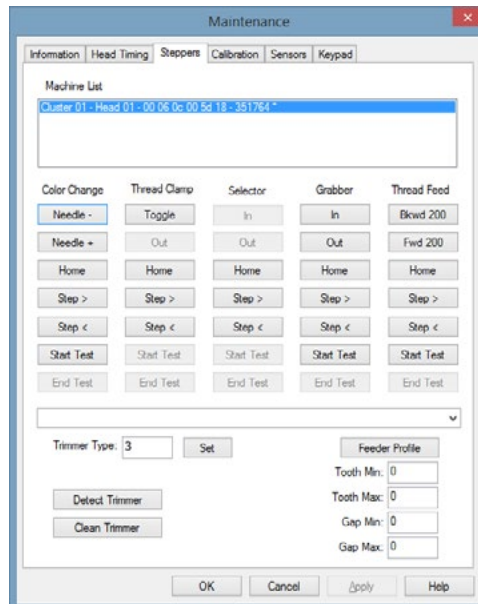 Maintenance
Information Head Timing Steppers Calibration Sensors Keypad
Machine List
Cluster 01 - Head 01 - 00 06 0c 00 5d 18 - 351764 *
Color Change Thread Clamp Selector Grabber Thread Feed
Needle - Toggle In In Bkwd 200
Needle + Out Out Out Fwd 200
Home Home Home Home Home
Step > Step > Step > Step > Step >
Step < Step < Step < Step < Step <
Start Test Start Test Start Test Start Test Start Test
End Test End Test End Test End Test End Test
Trimmer Type: 3 Set Feeder Profile
Tooth Min: 0
Detect Trimmer Tooth Max: 0
Clean Trimmer Gap Min: 0
Gap Max: 0
OK Cancel Apply Help